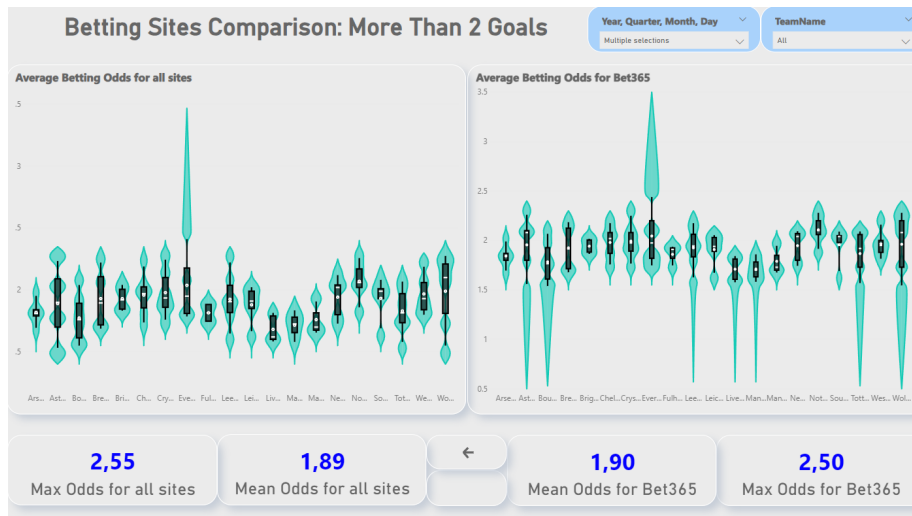 Betting Sites Comparison: More Than 2 Goals
Year, Quarter, Month, Day
Multiple selections
TeamName
All
Average Betting Odds for all sites
.5
3
.5
2
.5
Ars... Ast... Bo... Bre... Bri... Ch... Cry... Eve... Ful... Lee... Lei... Liv... Ma... Ma... Ne... No... So... Tot... We... Wo...
Average Betting Odds for Bet365
3.5
3
2.5
2
1.5
1
0.5
Arse... Ast... Bou... Bre... Brig... Chel... Crys... Ever... Fulh... Lee... Leic... Live... Man... Man... Ne... Not... Sou... Tott... Wes... Wol...
2,55
Max Odds for all sites
1,89
Mean Odds for all sites
1,90
Mean Odds for Bet365
2,50
Max Odds for Bet365